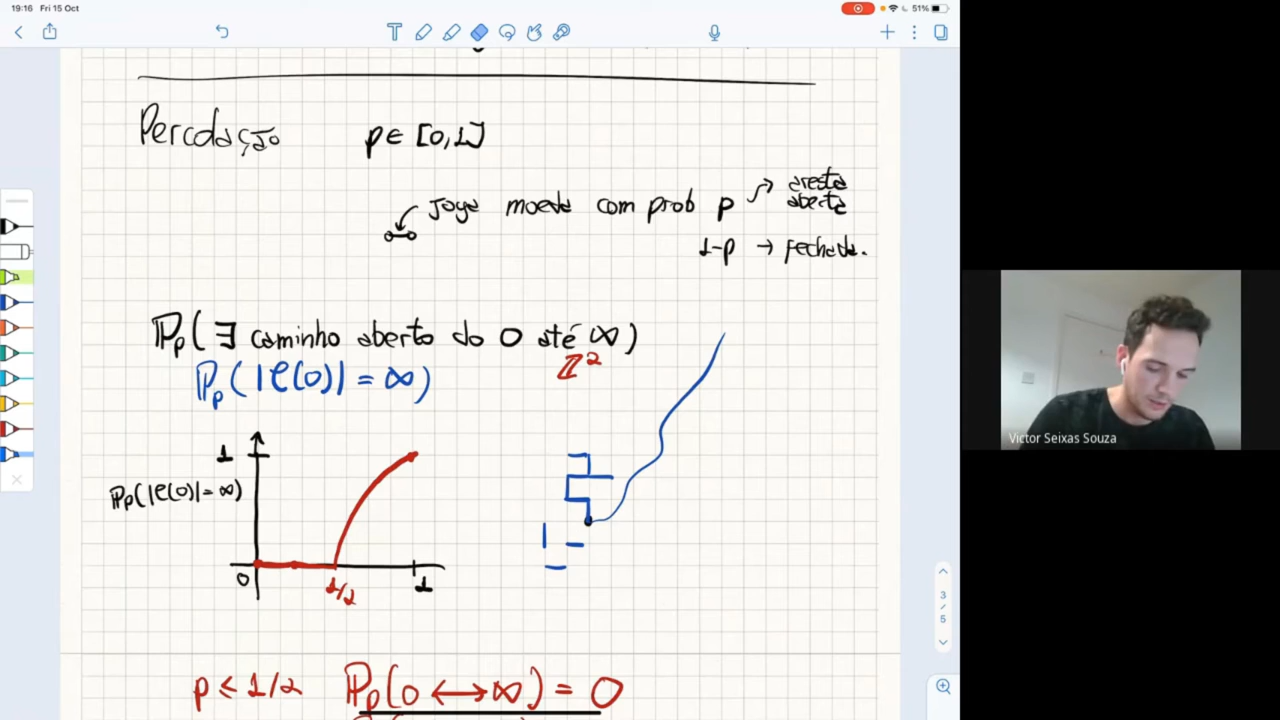 19:16 Fri 15 Oct
51%
Percolação p ∈ [0,1]
Joga moeda com prob p → aresta aberta
1-p → fechada.
ℙp(∃ caminho aberto do 0 até ∞)
ℤ²
ℙp(|C(0)| = ∞)
1
ℙp(|C(0)| = ∞)
0
1/2
1
3
/
5
p < 1/2 ℙp(0 ⟷ ∞) = 0
Victor Seixas Souza